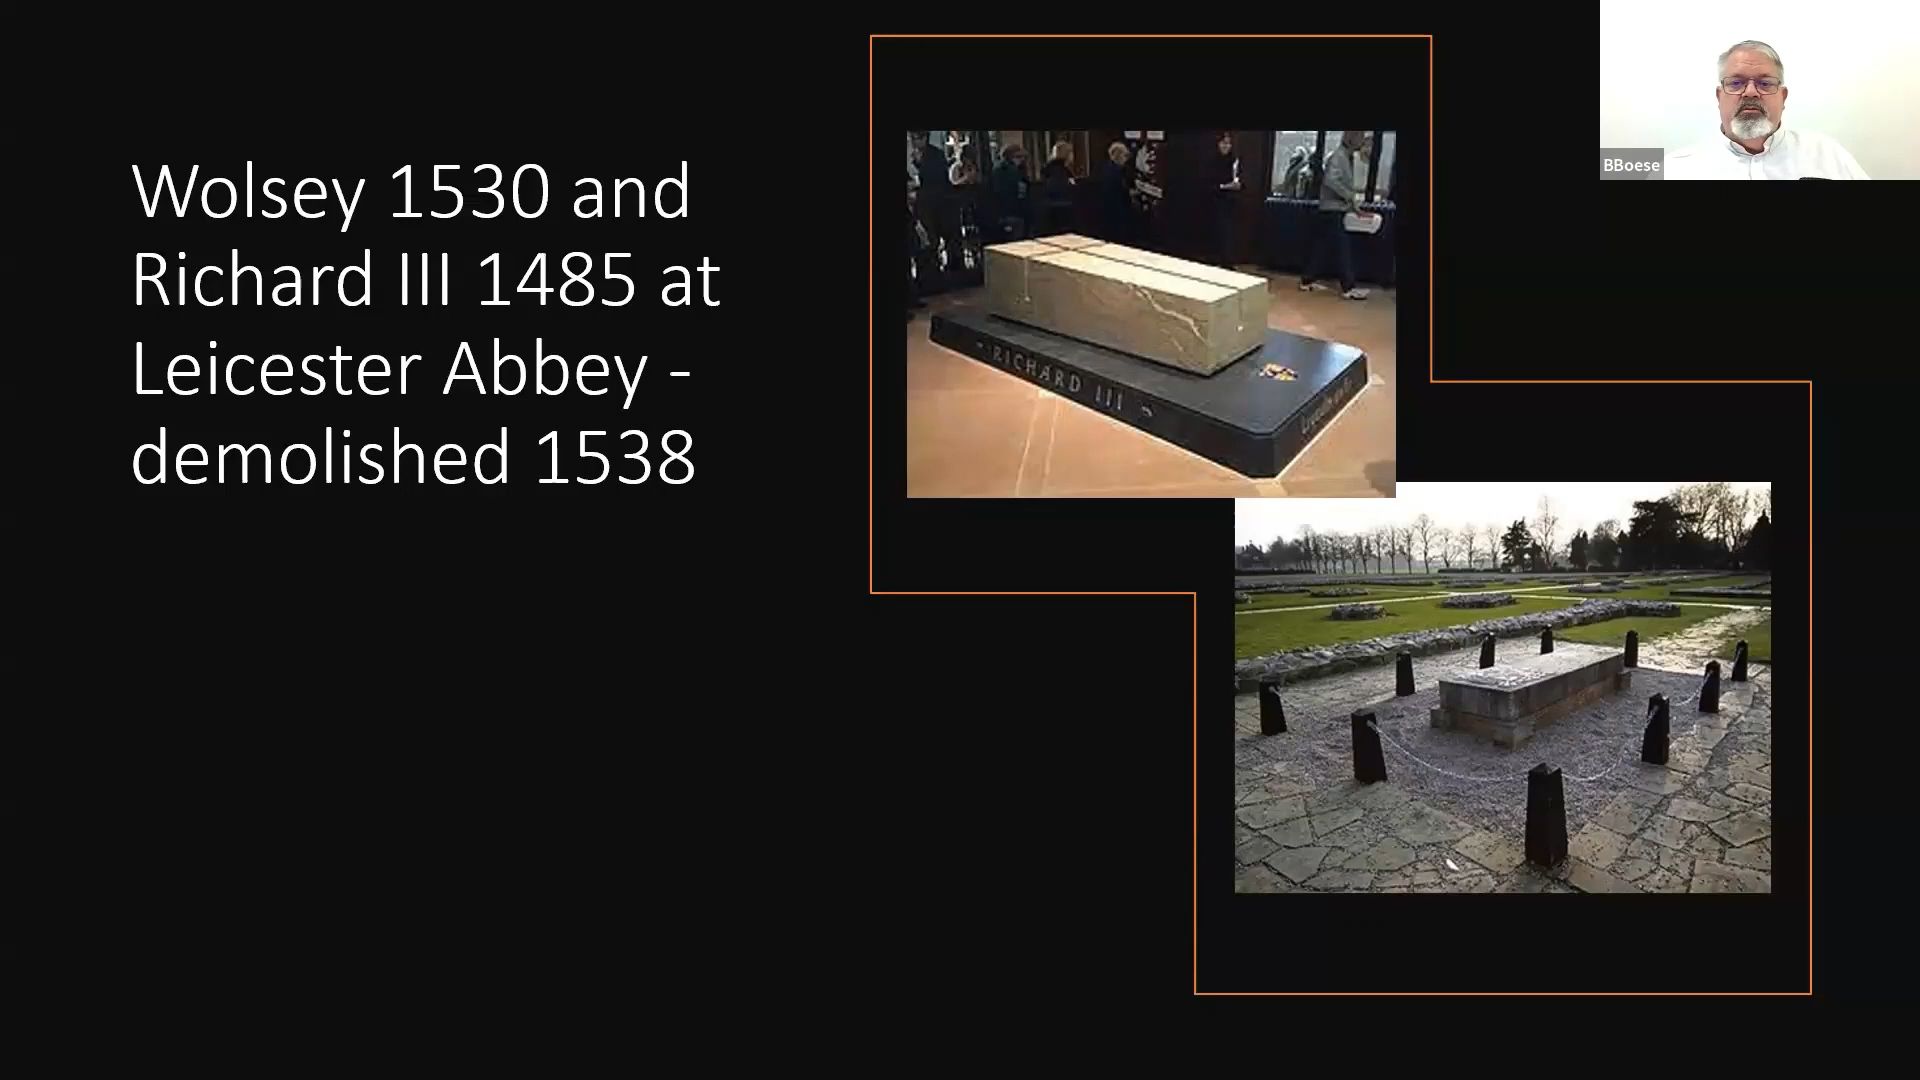 Wolsey 1530 and
Richard III 1485 at
Leicester Abbey -
demolished 1538
BBoese
- RICHARD III -